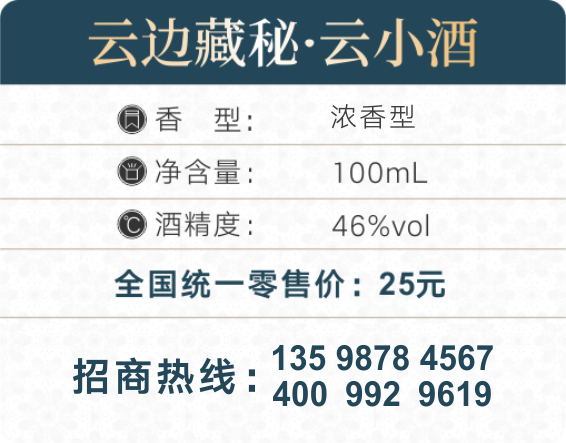 云边藏秘·云小酒
香 型： 浓香型
净含量： 100mL
酒精度： 46%vol
全国统一零售价：25元
招商热线：135 9878 4567
400 992 9619